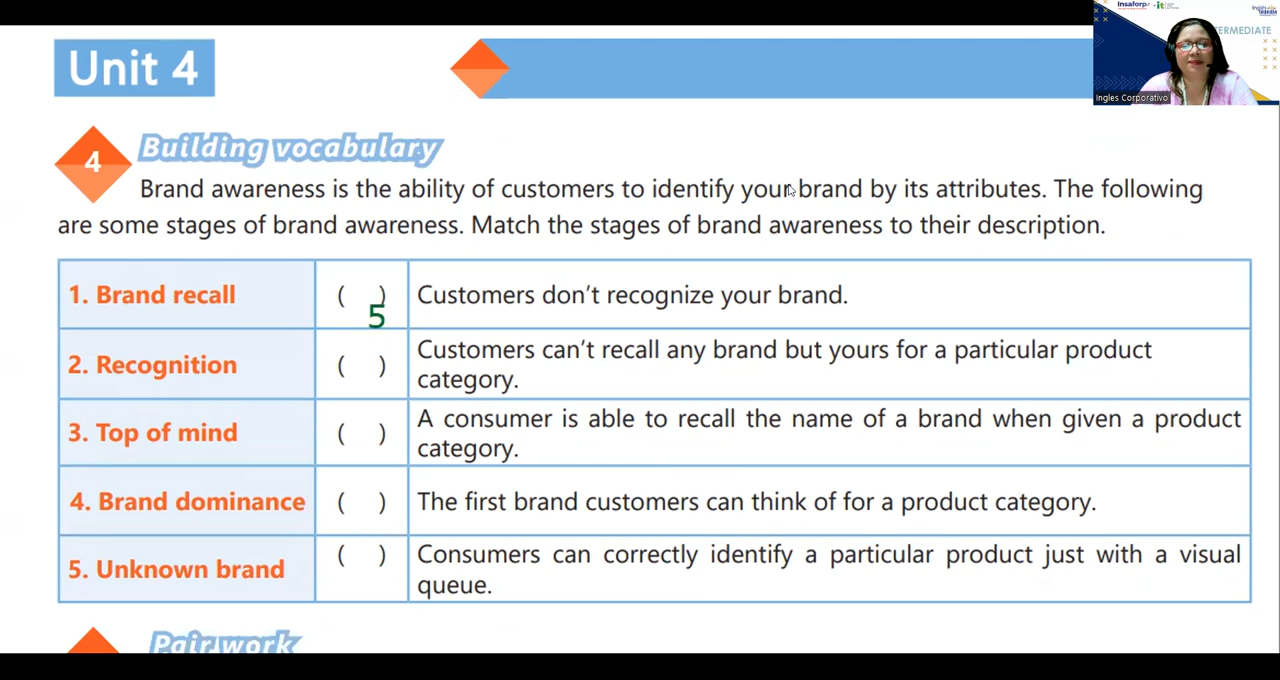 Unit 4
Insaforp
it
INTERMEDIATE
Ingles Corporativo
4
Building vocabulary
Brand awareness is the ability of customers to identify your brand by its attributes. The following
are some stages of brand awareness. Match the stages of brand awareness to their description.
1. Brand recall ( ) 5 Customers don't recognize your brand.
2. Recognition ( ) Customers can't recall any brand but yours for a particular product
category.
3. Top of mind ( ) A consumer is able to recall the name of a brand when given a product
category.
4. Brand dominance ( ) The first brand customers can think of for a product category.
5. Unknown brand ( ) Consumers can correctly identify a particular product just with a visual
queue.
Pair work